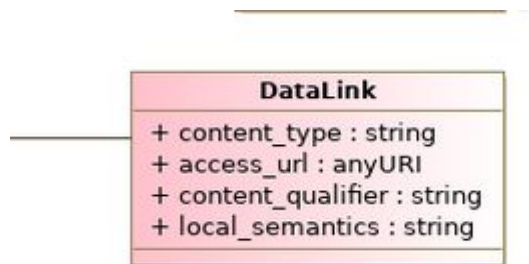 DataLink
+ content_type : string
+ access_url : anyURI
+ content_qualifier : string
+ local_semantics : string